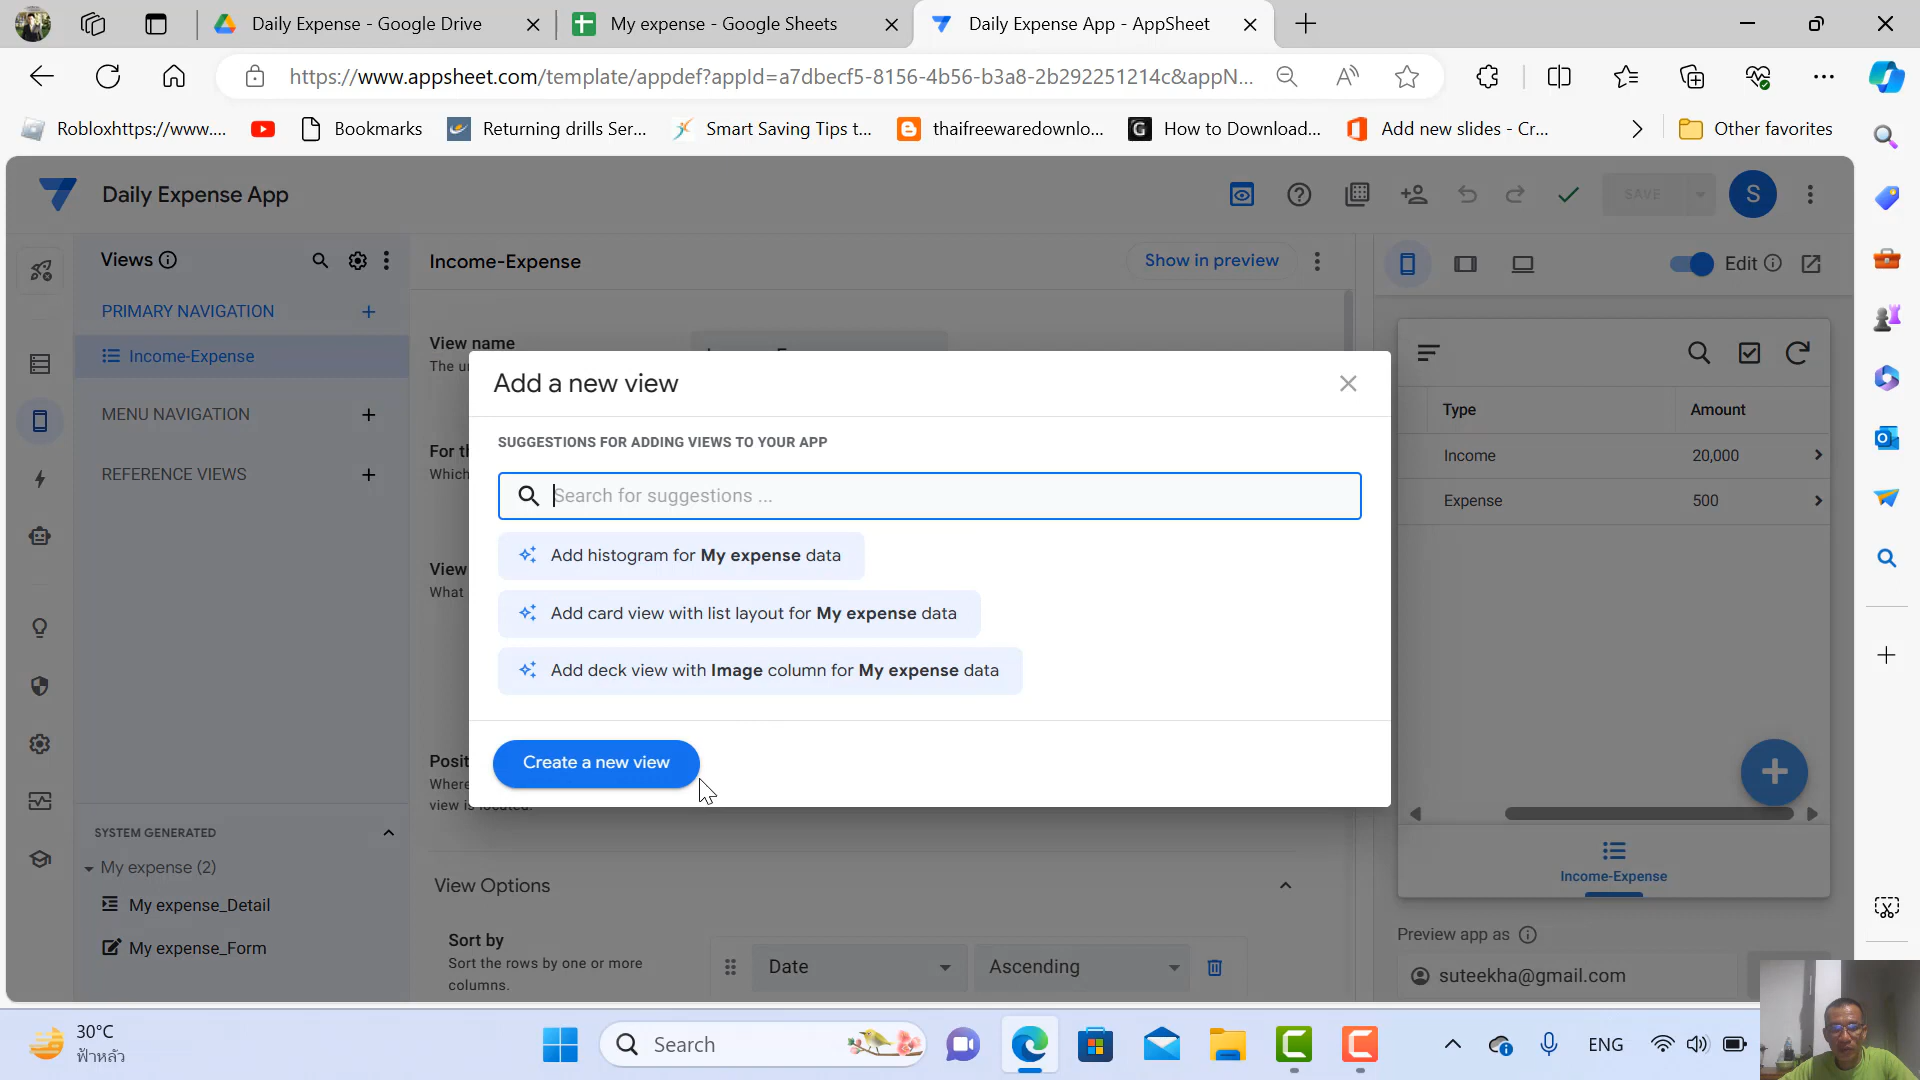 Daily Expense - Google Drive
My expense - Google Sheets
Daily Expense App - AppSheet
https://www.appsheet.com/template/appdef?appId=a7dbecf5-8156-4b56-b3a8-2b292251214c&appN...
Robloxhttps://www....
Bookmarks
Returning drills Ser...
Smart Saving Tips t...
thaifreewaredownlo...
How to Download...
Add new slides - Cr...
Other favorites
Daily Expense App
SAVE
S
Views
Income-Expense
Show in preview
Edit
PRIMARY NAVIGATION
Income-Expense
MENU NAVIGATION
REFERENCE VIEWS
View name
The u
For t
Which
View
What
Posit
Where
view is located.
Add a new view
SUGGESTIONS FOR ADDING VIEWS TO YOUR APP
Search for suggestions ...
Add histogram for My expense data
Add card view with list layout for My expense data
Add deck view with Image column for My expense data
Create a new view
Type Amount
Income 20,000
Expense 500
Income-Expense
SYSTEM GENERATED
My expense (2)
My expense_Detail
My expense_Form
View Options
Sort by
Sort the rows by one or more
columns.
Date
Ascending
Preview app as
suteekha@gmail.com
30°C
ฟ้าหลัว
Search
ENG